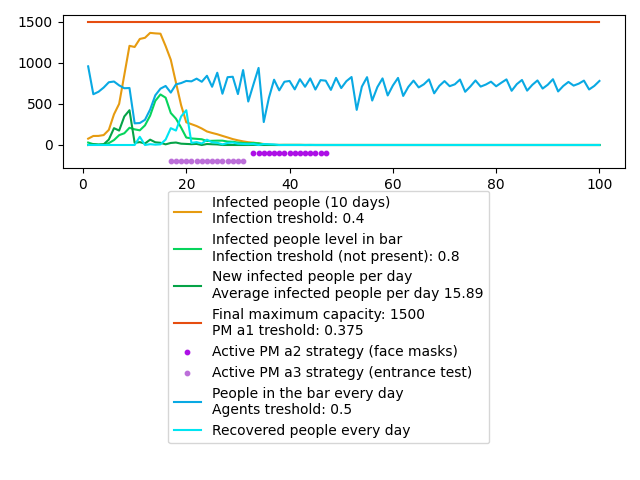 1500
1000
500
0
0 20 40 60 80 100
Infected people (10 days)
Infection treshold: 0.4
Infected people level in bar
Infection treshold (not present): 0.8
New infected people per day
Average infected people per day 15.89
Final maximum capacity: 1500
PM a1 treshold: 0.375
Active PM a2 strategy (face masks)
Active PM a3 strategy (entrance test)
People in the bar every day
Agents treshold: 0.5
Recovered people every day